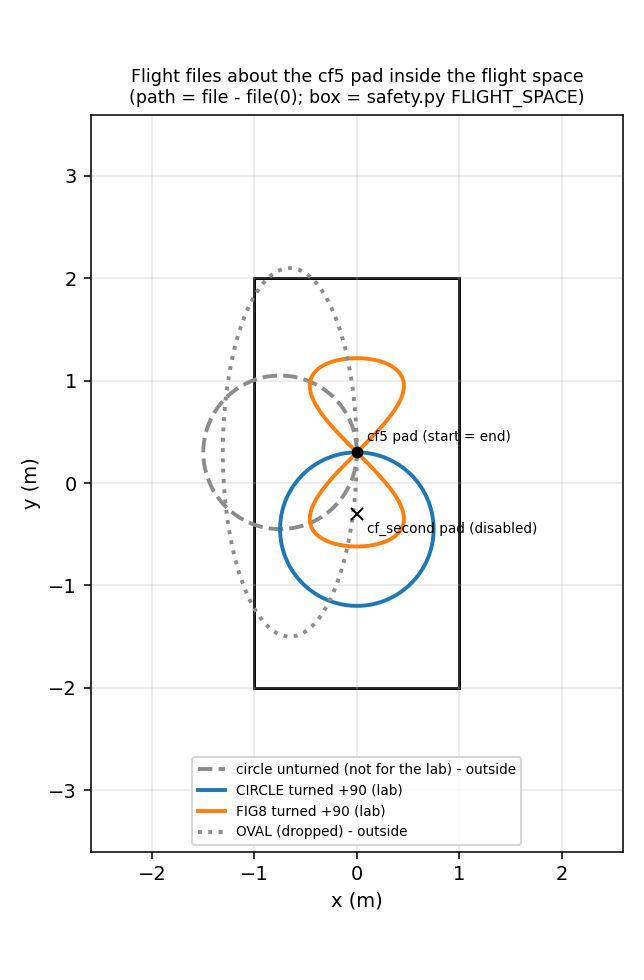 Flight files about the cf5 pad inside the flight space
(path = file - file(0); box = safety.py FLIGHT_SPACE)
3
2
1
0
−1
−2
−3
y (m)
cf5 pad (start = end)
cf_second pad (disabled)
circle unturned (not for the lab) - outside
CIRCLE turned +90 (lab)
FIG8 turned +90 (lab)
OVAL (dropped) - outside
−2
−1
0
1
2
x (m)